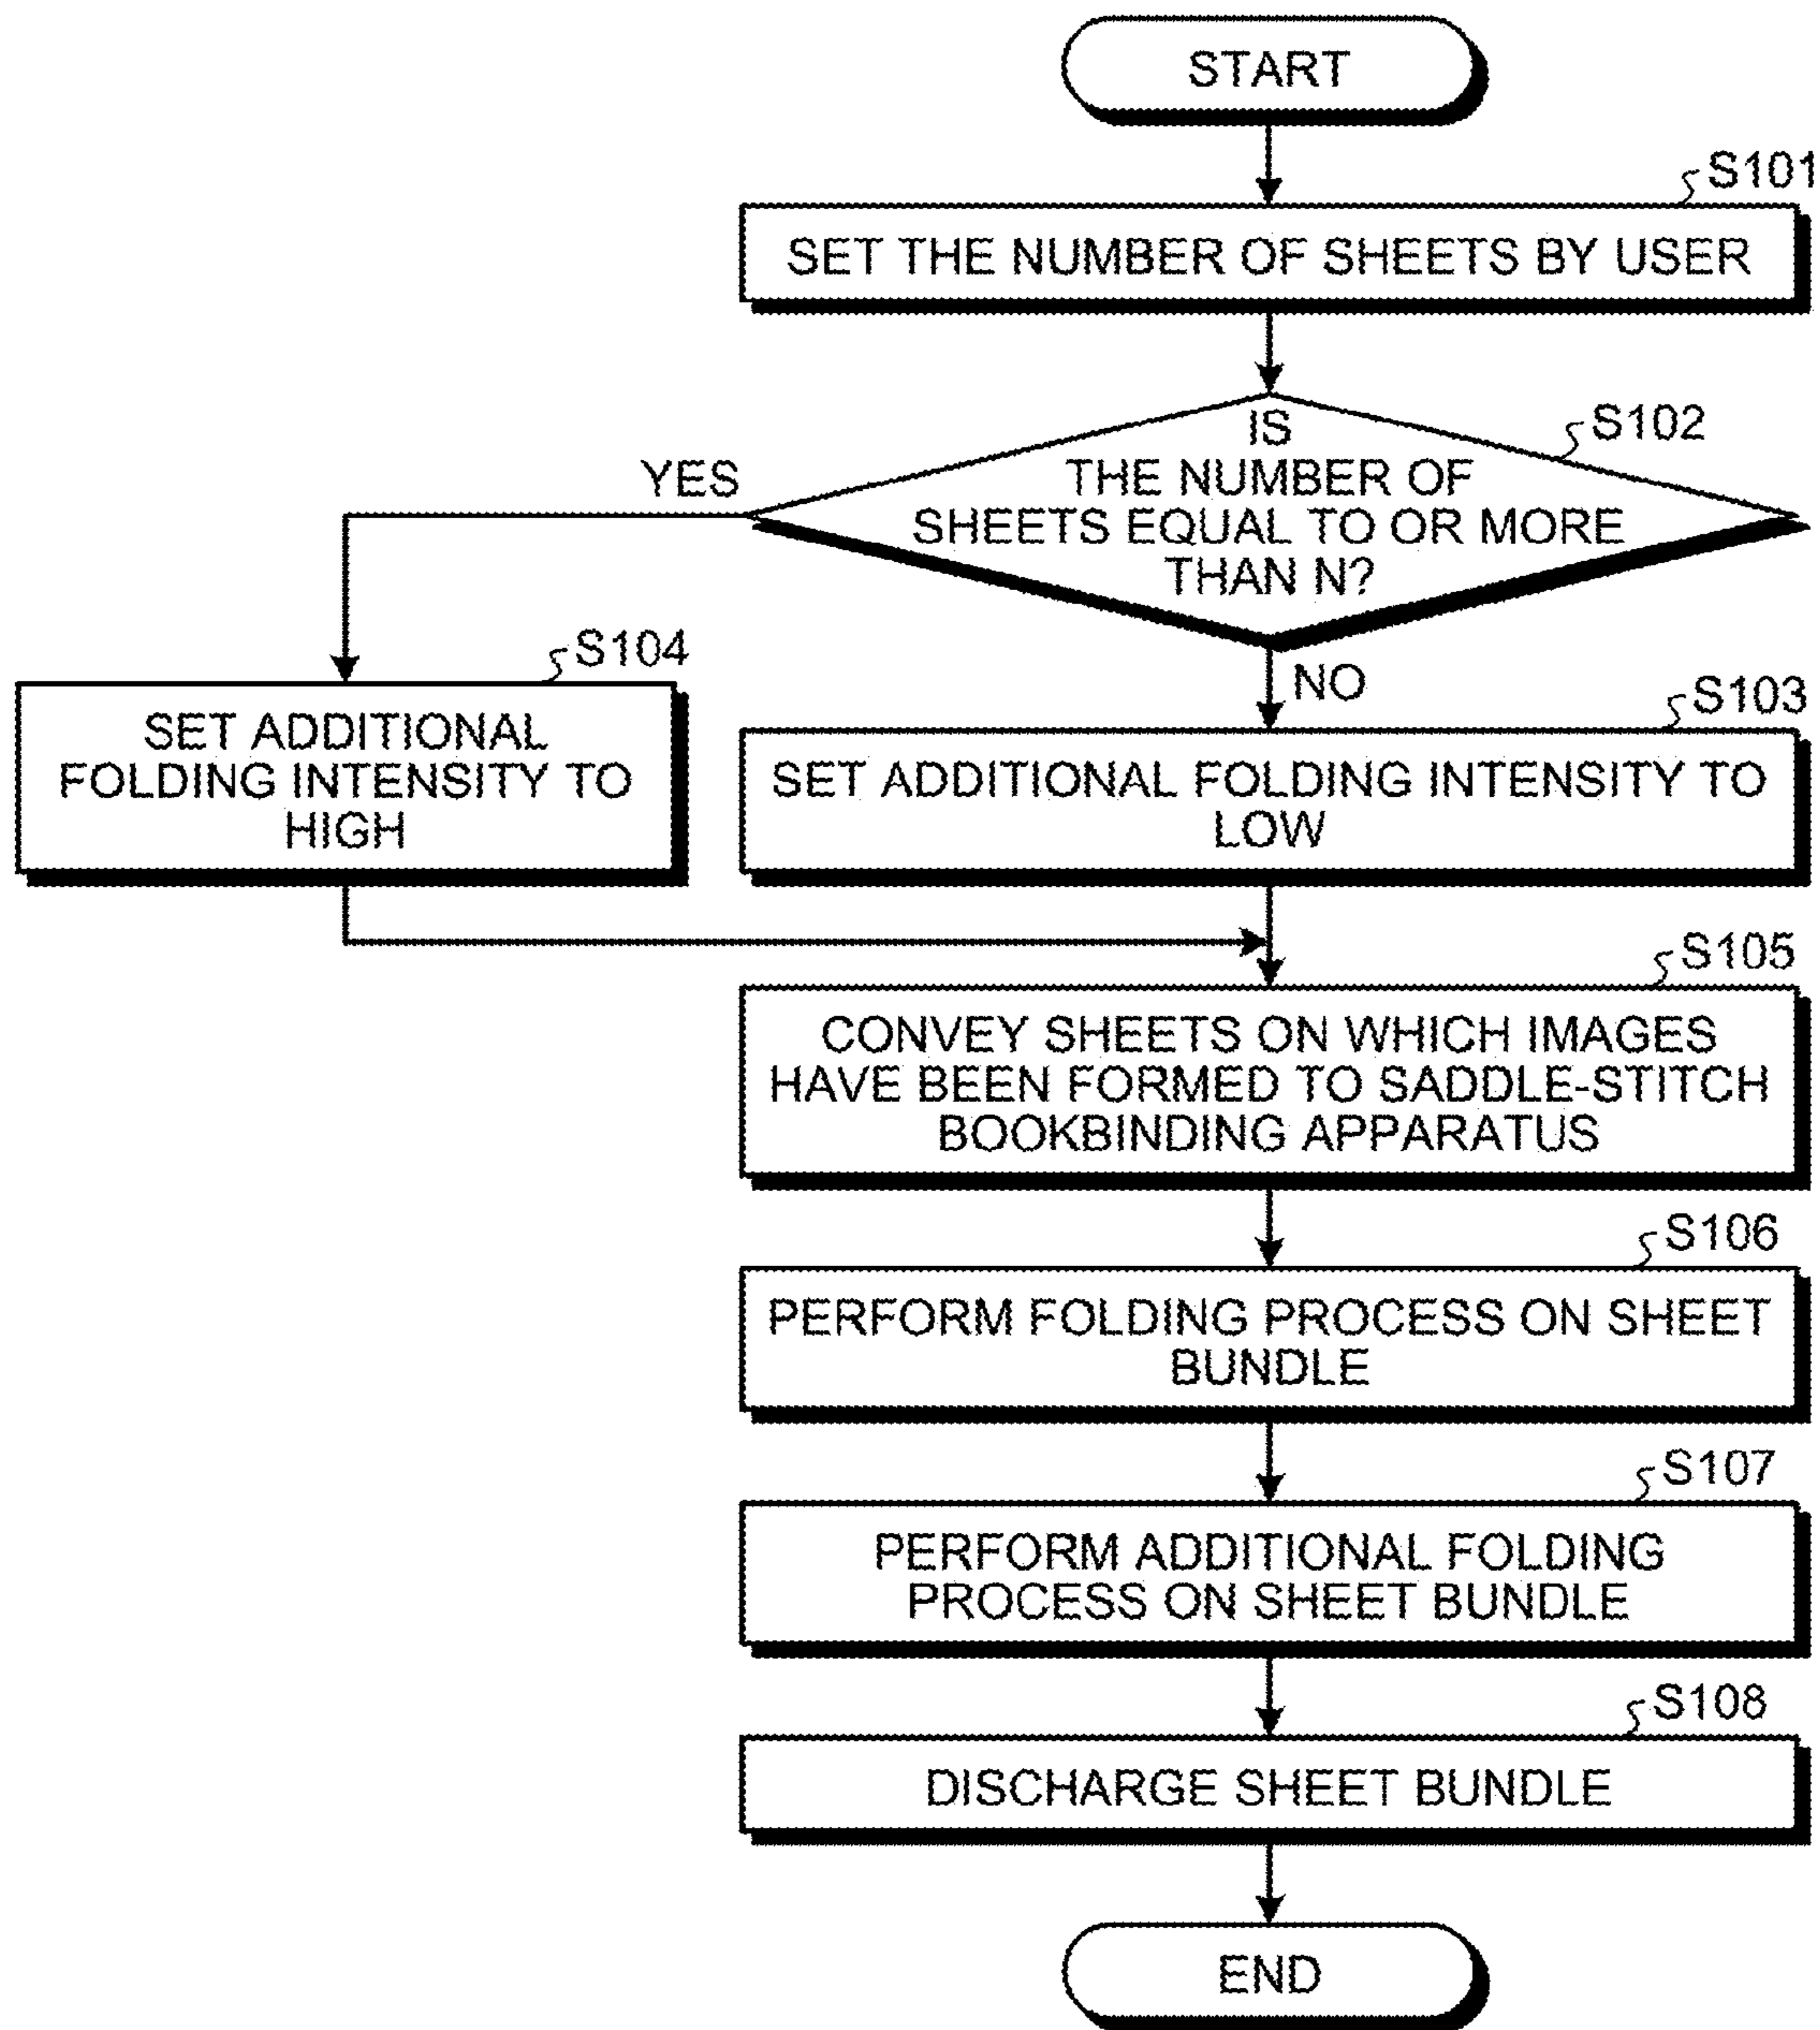 START
S101
SET THE NUMBER OF SHEETS BY USER
S102
IS
THE NUMBER OF
SHEETS EQUAL TO OR MORE
THAN N?
YES
NO
S104
SET ADDITIONAL
FOLDING INTENSITY TO
HIGH
S103
SET ADDITIONAL FOLDING INTENSITY TO
LOW
S105
CONVEY SHEETS ON WHICH IMAGES
HAVE BEEN FORMED TO SADDLE-STITCH
BOOKBINDING APPARATUS
S106
PERFORM FOLDING PROCESS ON SHEET
BUNDLE
S107
PERFORM ADDITIONAL FOLDING
PROCESS ON SHEET BUNDLE
S108
DISCHARGE SHEET BUNDLE
END